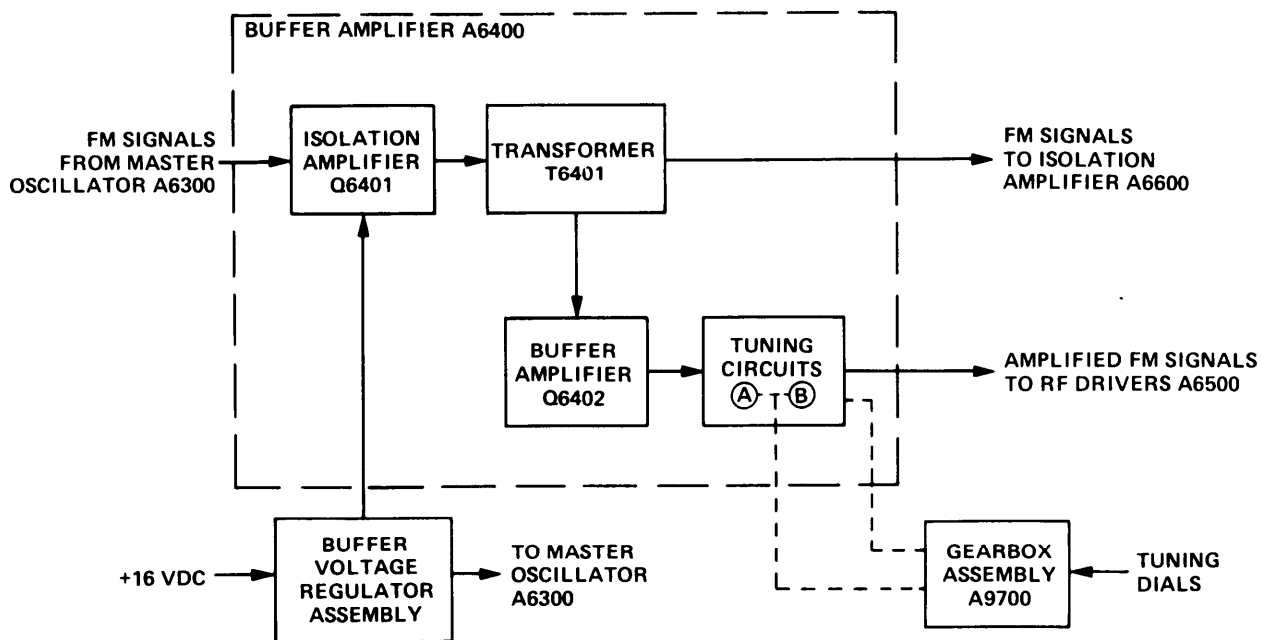 BUFFER AMPLIFIER A6400
FM SIGNALS
FROM MASTER
OSCILLATOR A6300
ISOLATION
AMPLIFIER
Q6401
TRANSFORMER
T6401
FM SIGNALS
TO ISOLATION
AMPLIFIER A6600
BUFFER
AMPLIFIER
Q6402
TUNING
CIRCUITS
A B
AMPLIFIED FM SIGNALS
TO RF DRIVERS A6500
+16 VDC
BUFFER
VOLTAGE
REGULATOR
ASSEMBLY
TO MASTER
OSCILLATOR
A6300
GEARBOX
ASSEMBLY
A9700
TUNING
DIALS